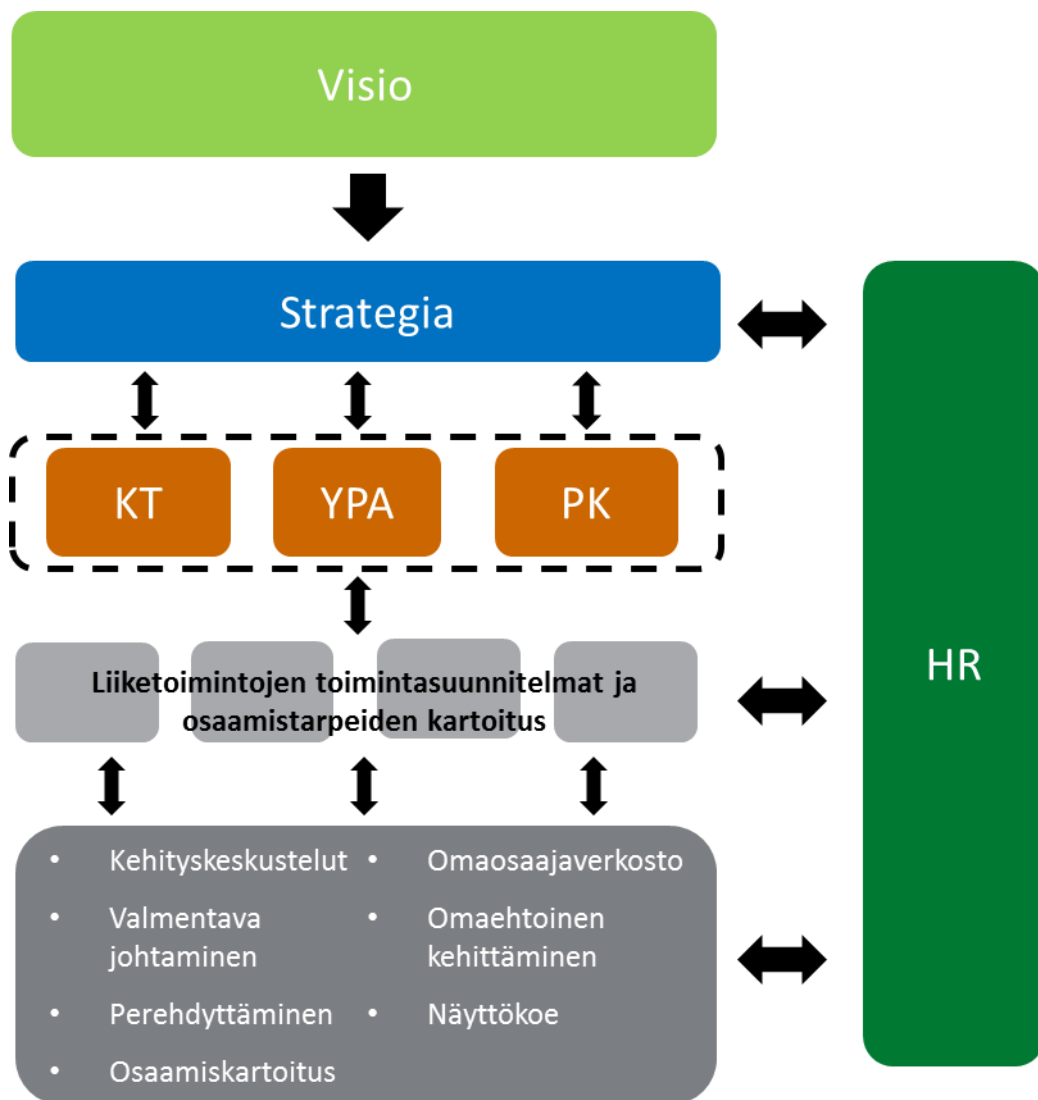 Visio
Strategia
KT
YPA
PK
Liiketoimintojen toimintasuunnitelmat ja
osaamistarpeiden kartoitus
HR
• Kehityskeskustelut
• Valmentava
johtaminen
• Perehdyttäminen
• Osaamiskartoitus
• Omaosaajaverkosto
• Omaehtoinen
kehittäminen
• Näyttökoe